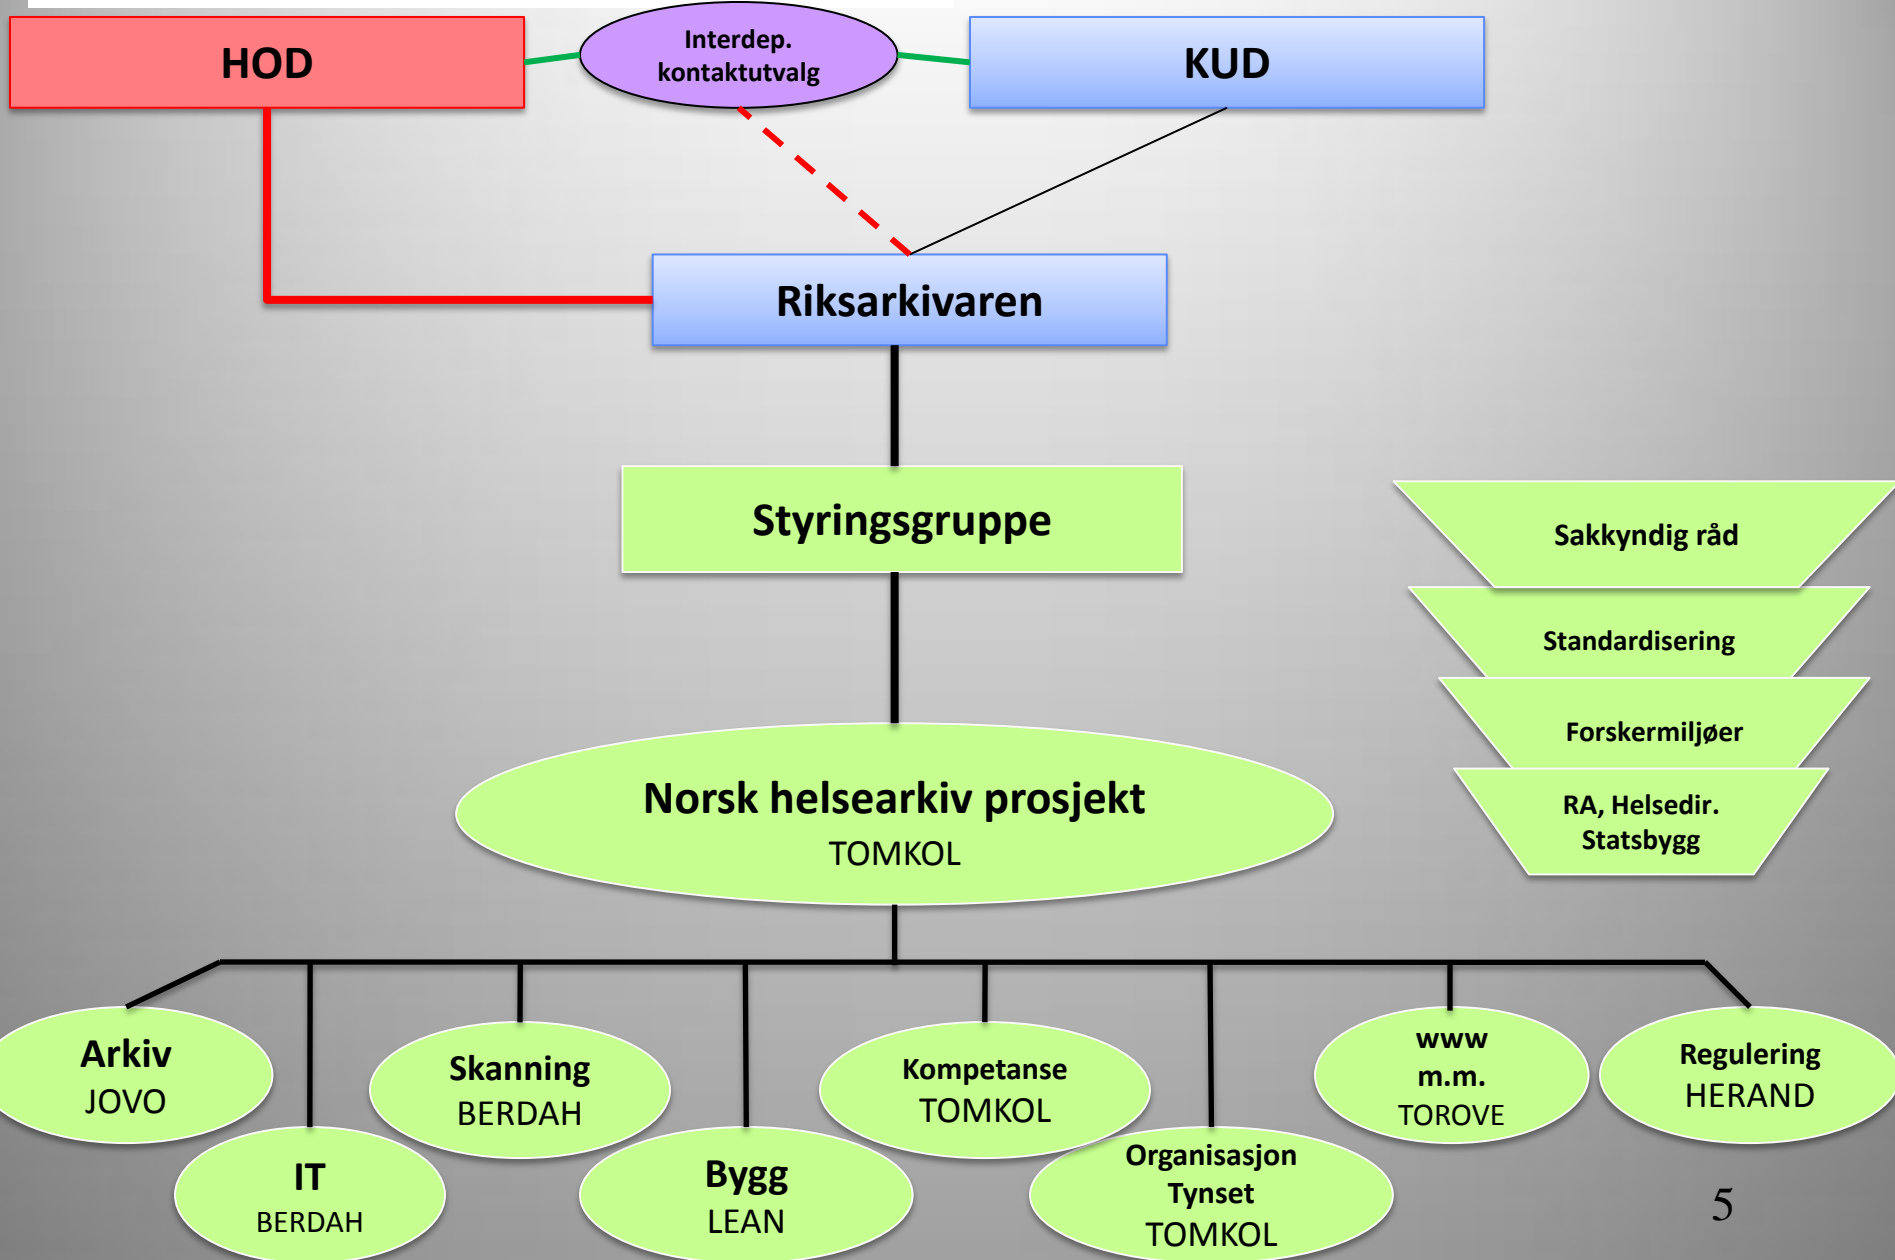 HOD
Interdep.
kontaktutvalg
KUD
Riksarkivaren
Styringsgruppe
Sakkyndig råd
Standardisering
Forskermiljøer
RA, Helsedir.
Statsbygg
Norsk helsearkiv prosjekt
TOMKOL
Arkiv
JOVO
IT
BERDAH
Skanning
BERDAH
Bygg
LEAN
Kompetanse
TOMKOL
Organisasjon
Tynset
TOMKOL
www
m.m.
TOROVE
Regulering
HERAND
5